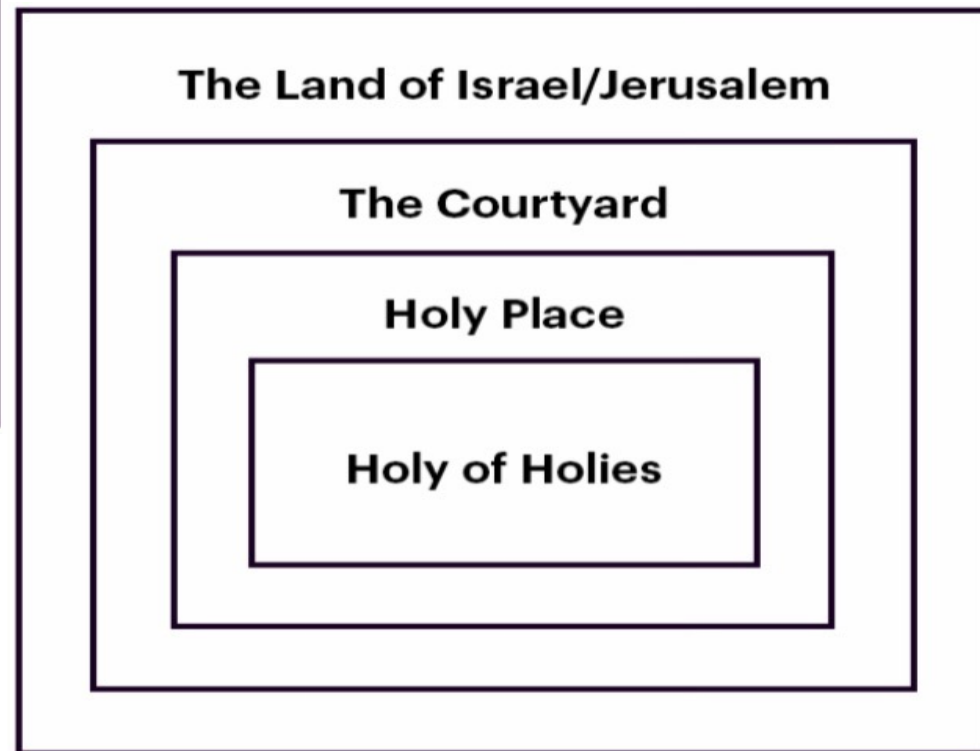 The Land of Israel/Jerusalem
The Courtyard
Holy Place
Holy of Holies